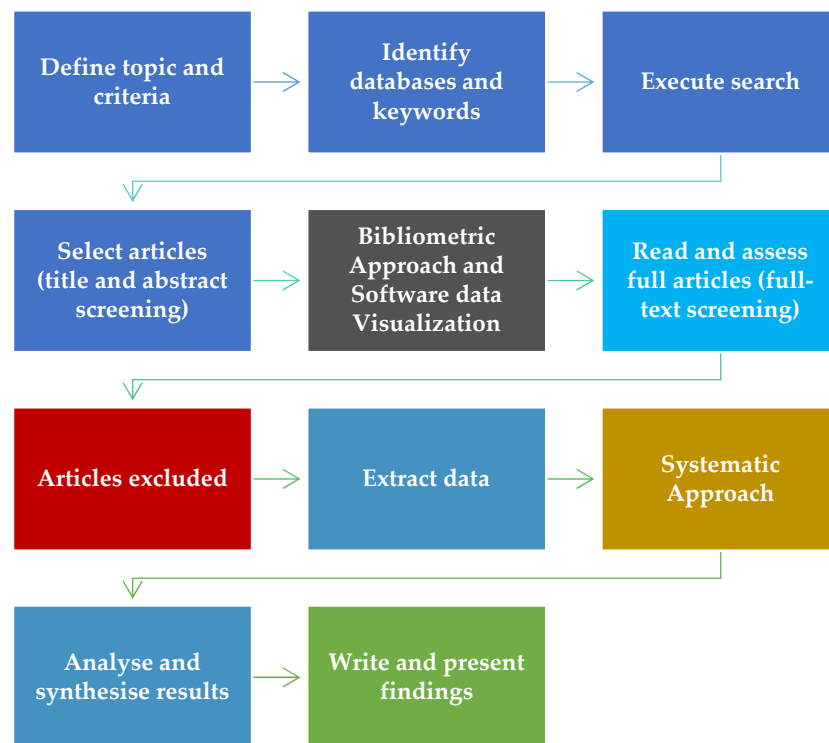 Define topic and
criteria
Identify
databases and
keywords
Execute search
Select articles
(title and abstract
screening)
Bibliometric
Approach and
Software data
Visualization
Read and assess
full articles (full-
text screening)
Articles excluded
Extract data
Systematic
Approach
Analyse and
synthesise results
Write and present
findings